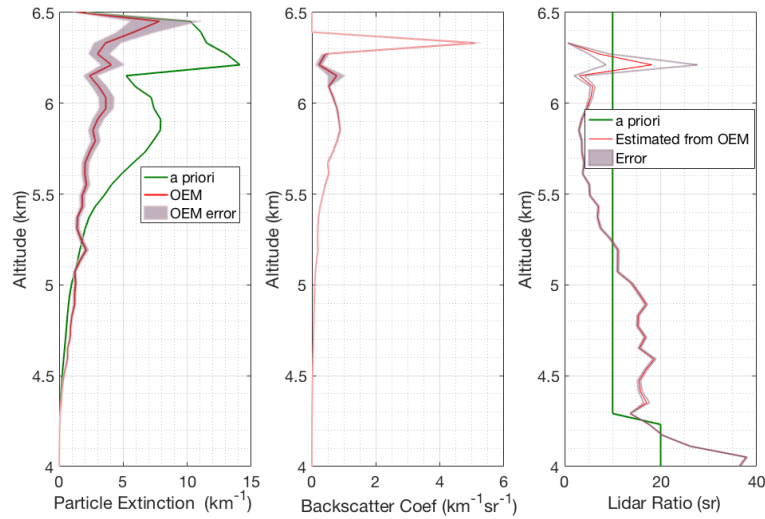 6.5
6
5.5
5
4.5
4
Altitude (km)
0 5 10 15
Particle Extinction (km⁻¹)
a priori
OEM
OEM error
6.5
6
5.5
5
4.5
4
Altitude (km)
0 2 4 6
Backscatter Coef (km⁻¹sr⁻¹)
6.5
6
5.5
5
4.5
4
Altitude (km)
0 20 40
Lidar Ratio (sr)
a priori
Estimated from OEM
Error